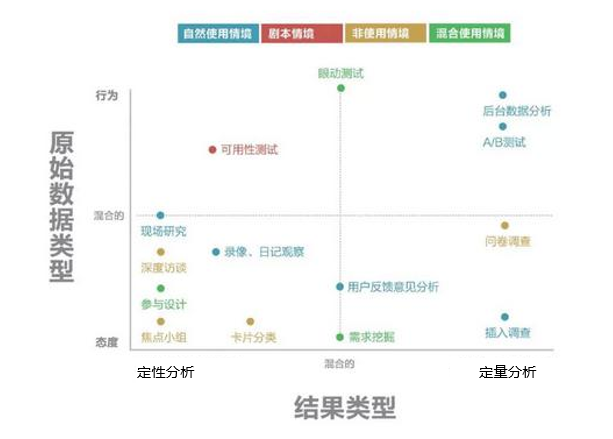 自然使用情境 剧本情境 非使用情境 混合使用情境
眼动测试
行为
后台数据分析
A/B测试
可用性测试
原始数据类型
混合的
现场研究
问卷调查
录像、日记观察
深度访谈
用户反馈意见分析
参与设计
插入调查
焦点小组 卡片分类 需求挖掘
态度
混合的
定性分析 定量分析
结果类型